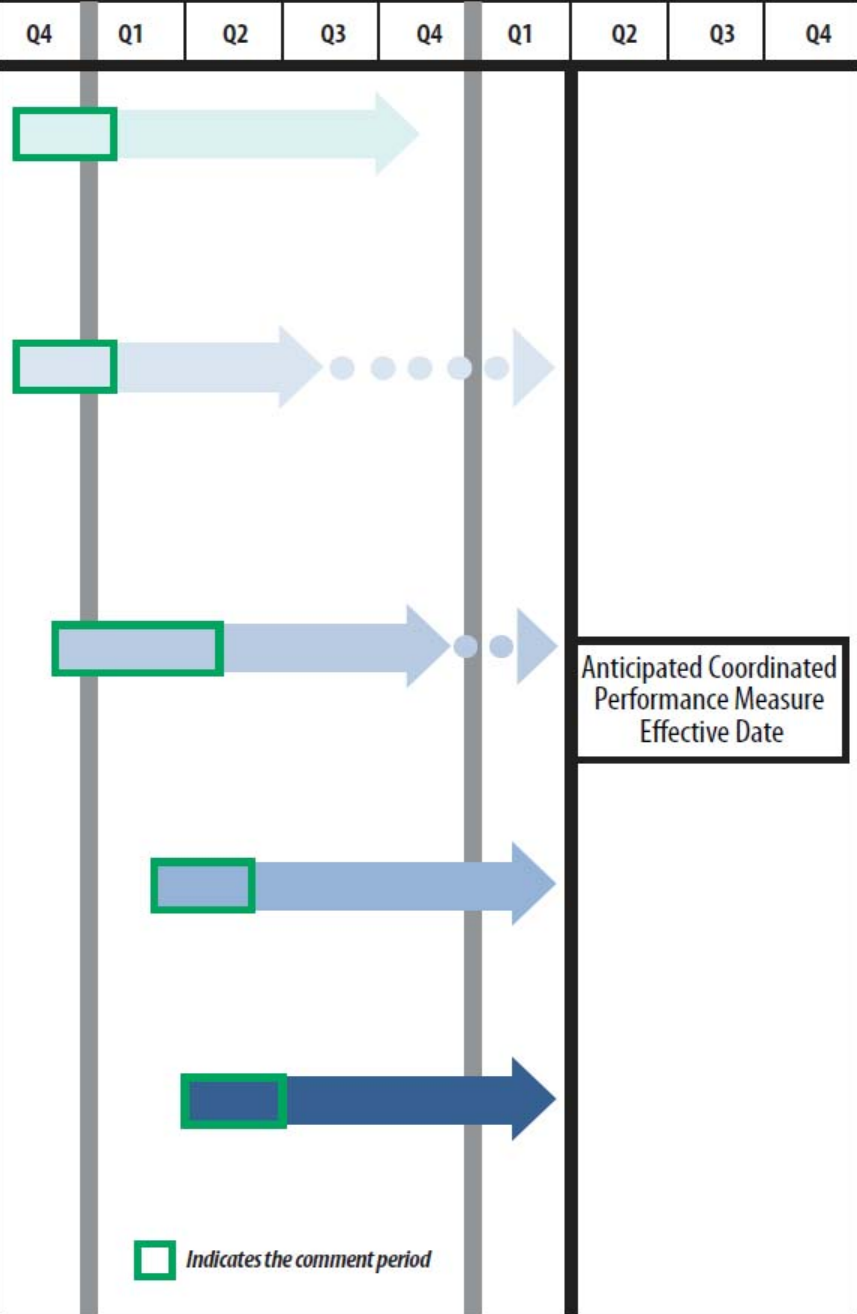 Q4 Q1 Q2 Q3 Q4 Q1 Q2 Q3 Q4
Anticipated Coordinated
Performance Measure
Effective Date
Indicates the comment period